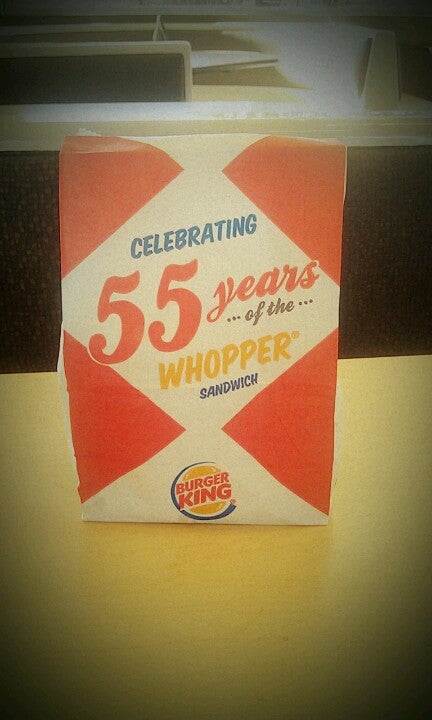 CELEBRATING
55 years
... of the ...
WHOPPER®
SANDWICH
BURGER
KING®